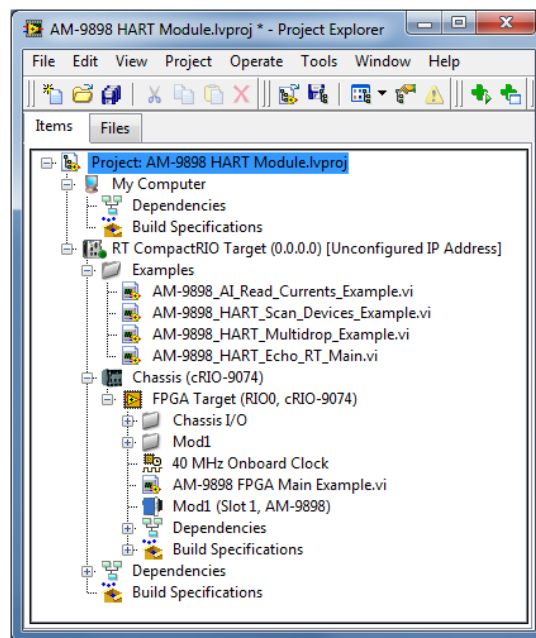 AM-9898 HART Module.lvproj * - Project Explorer
File Edit View Project Operate Tools Window Help
Items Files
Project: AM-9898 HART Module.lvproj
My Computer
Dependencies
Build Specifications
RT CompactRIO Target (0.0.0.0) [Unconfigured IP Address]
Examples
AM-9898_AI_Read_Currents_Example.vi
AM-9898_HART_Scan_Devices_Example.vi
AM-9898_HART_Multidrop_Example.vi
AM-9898_HART_Echo_RT_Main.vi
Chassis (cRIO-9074)
FPGA Target (RIO0, cRIO-9074)
Chassis I/O
Mod1
40 MHz Onboard Clock
AM-9898 FPGA Main Example.vi
Mod1 (Slot 1, AM-9898)
Dependencies
Build Specifications
Dependencies
Build Specifications